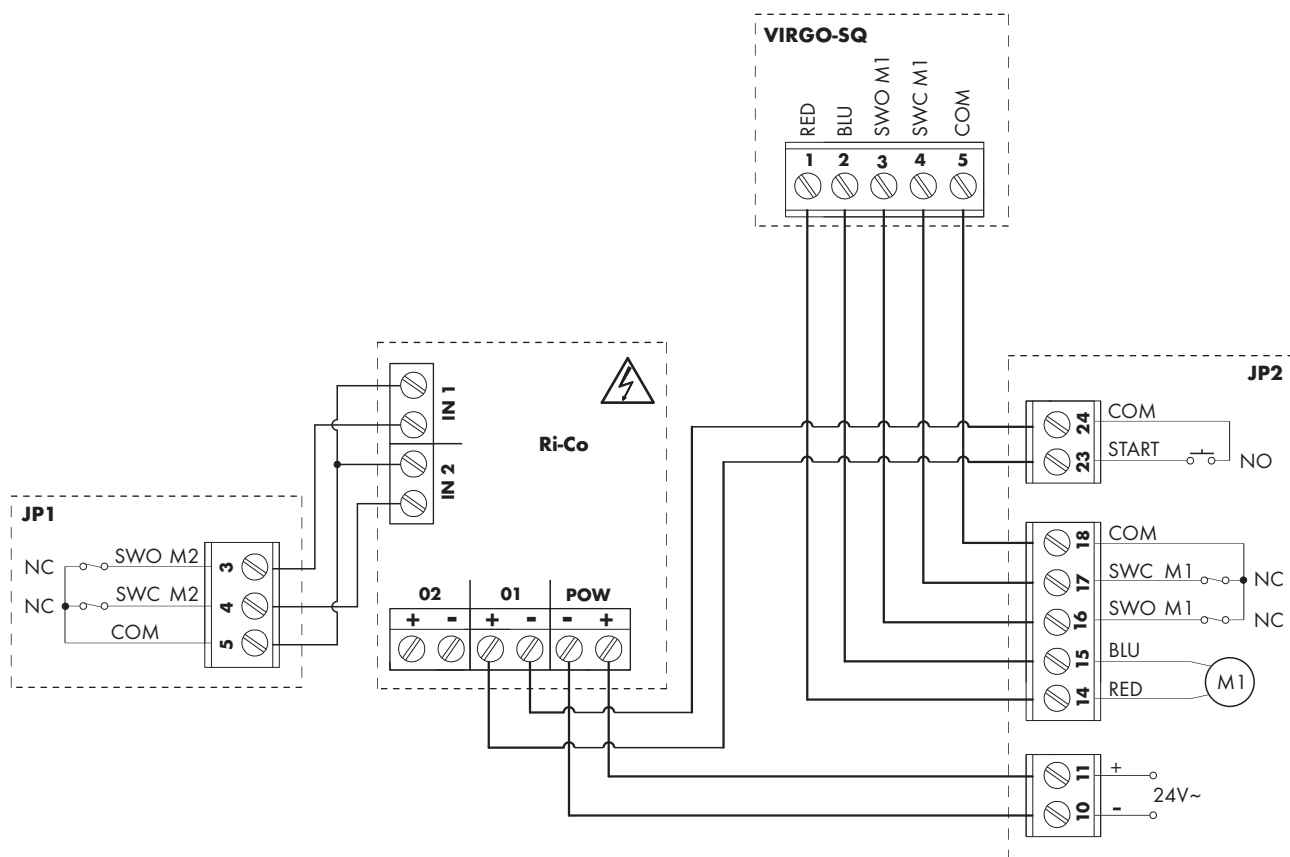 VIRGO-SQ
RED
BLU
SWO M1
SWC M1
COM
1 2 3 4 5
JP2
COM
24
START
23
NO
IN 1
Ri-Co
IN 2
JP1
NC SWO M2 3
NC SWC M2 4
COM 5
02 01 POW
+ - + - - +
18 COM
17 SWC M1 NC
16 SWO M1 NC
15 BLU
M1
14 RED
11 +
24V~
10 -